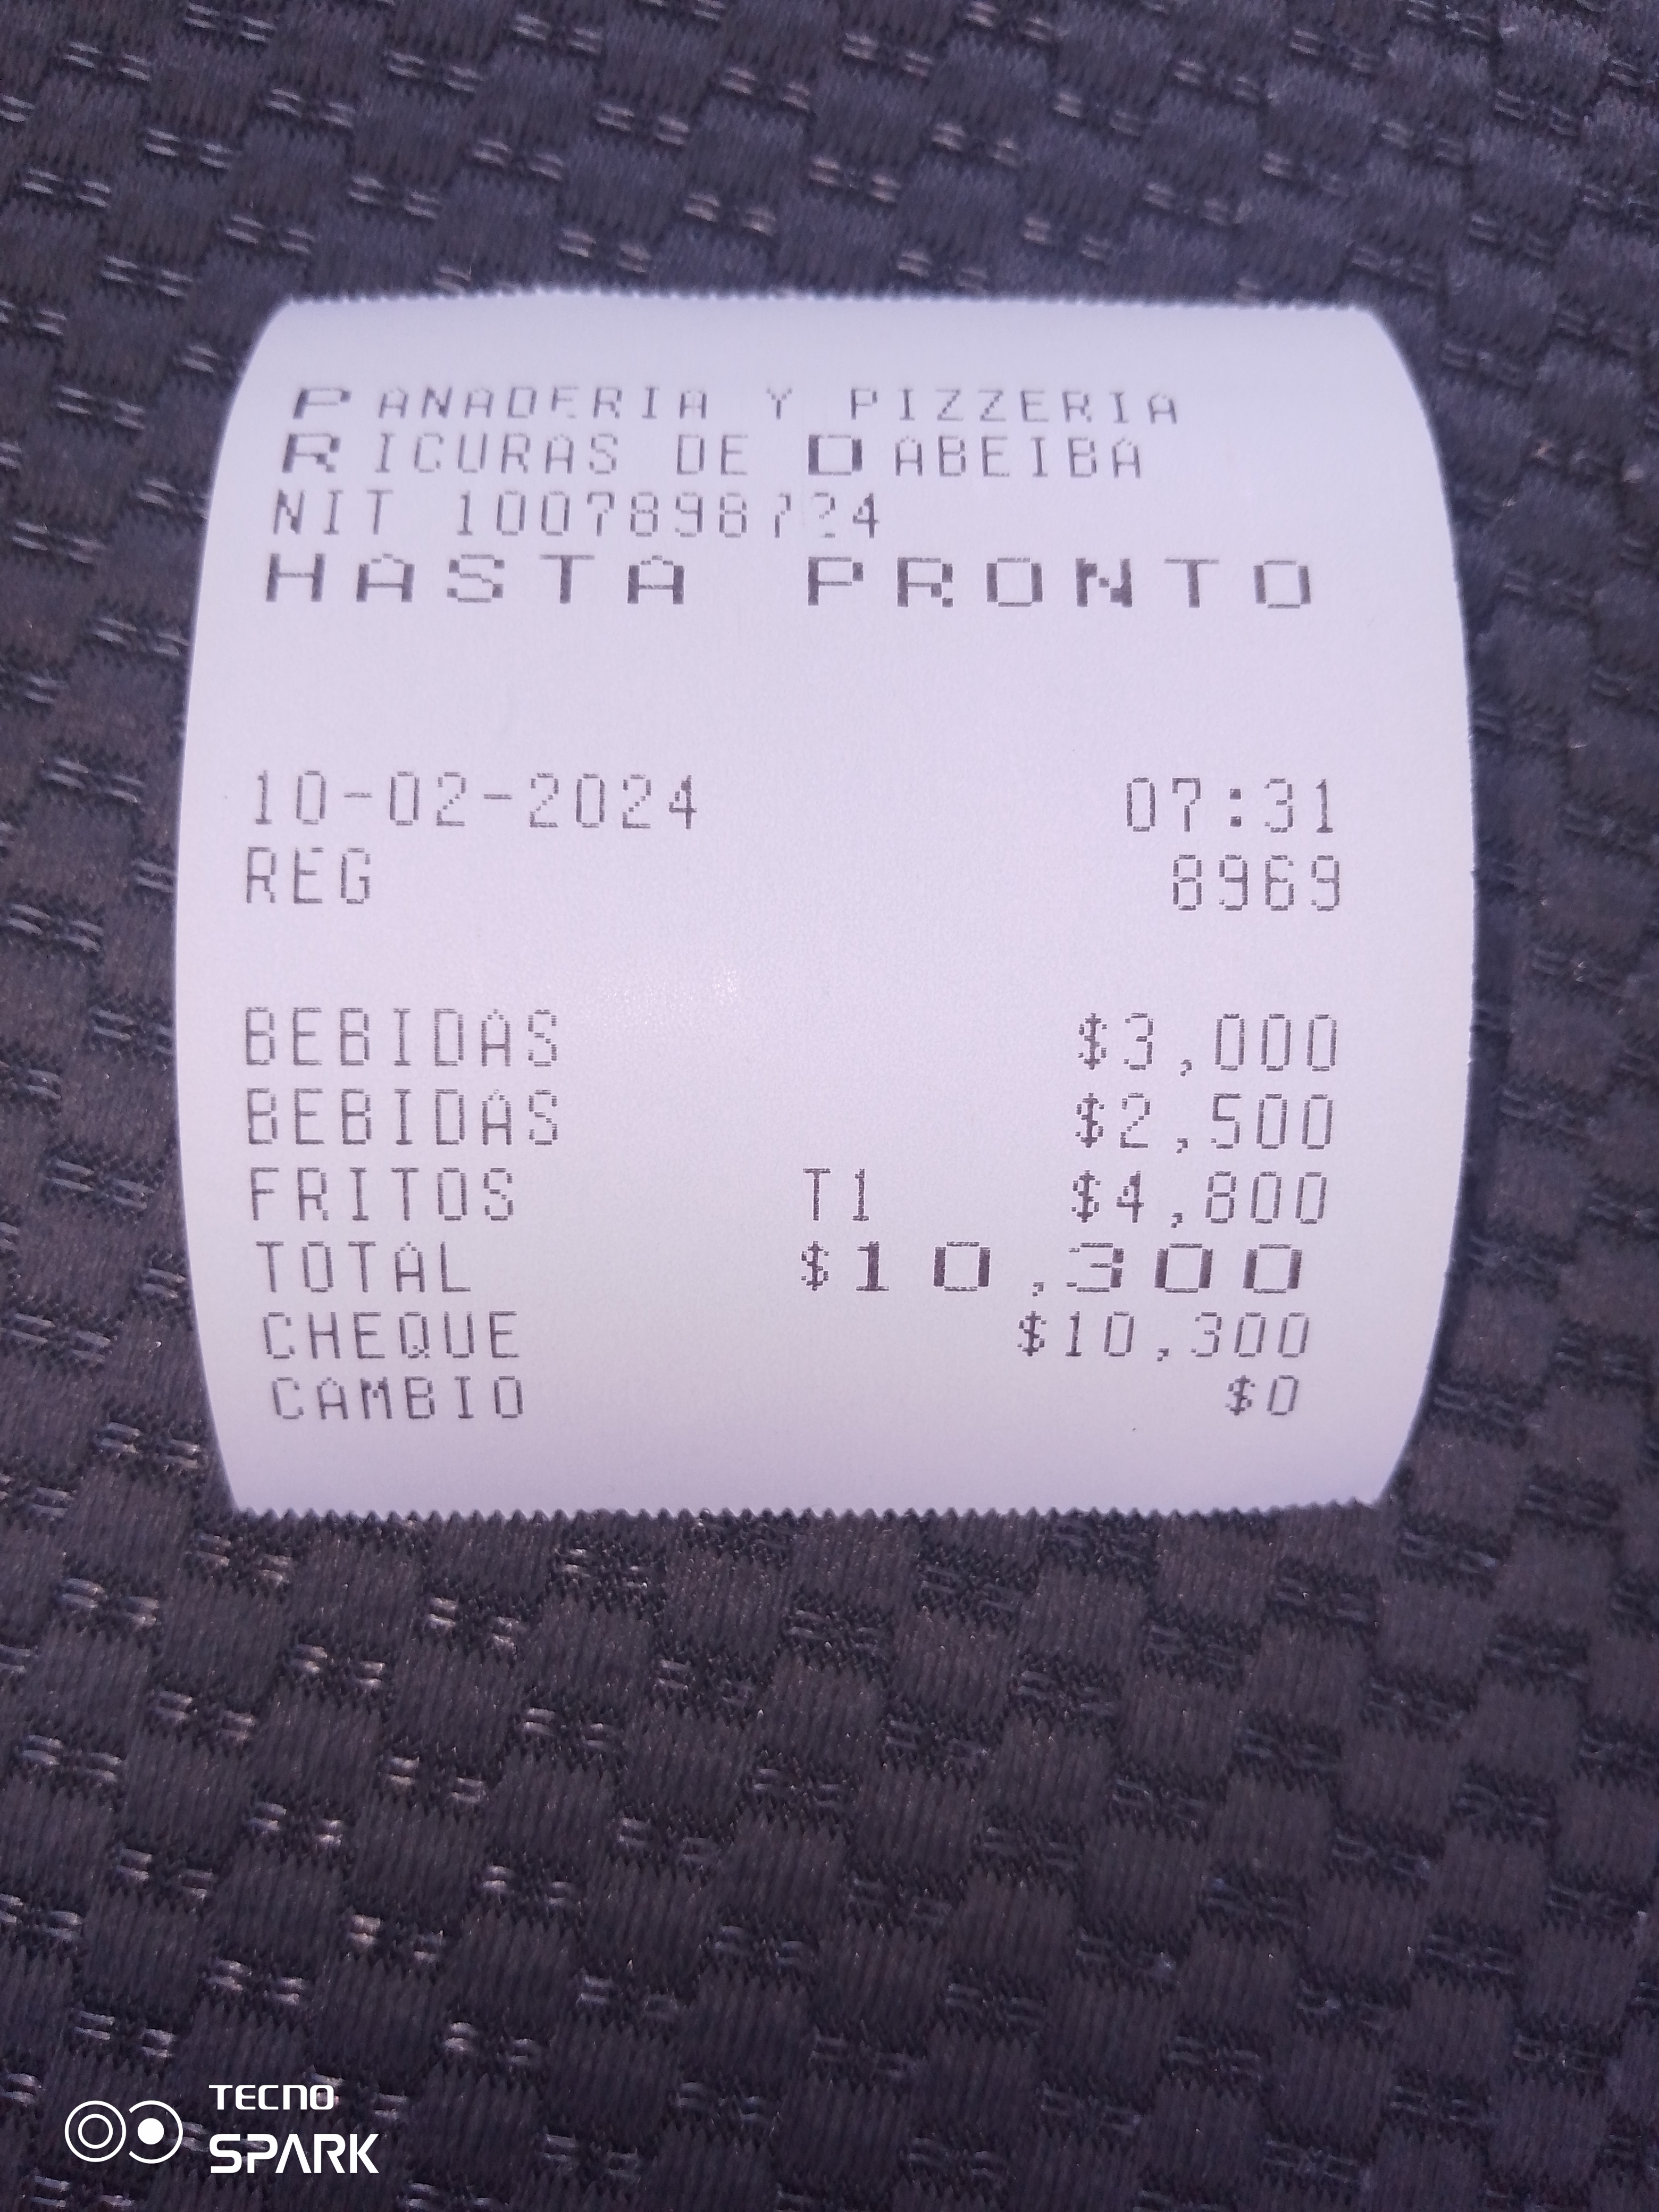 PANADERIA Y PIZZERIA
RICURAS DE DABEIBA
NIT
HASTA PRONTO
10-02-2024 07:31
REG 8969
BEBIDAS $3,000
BEBIDAS $2,500
FRITOS T1 $4,800
TOTAL $10,300
CHEQUE $10,300
CAMBIO $0
TECNO
SPARK